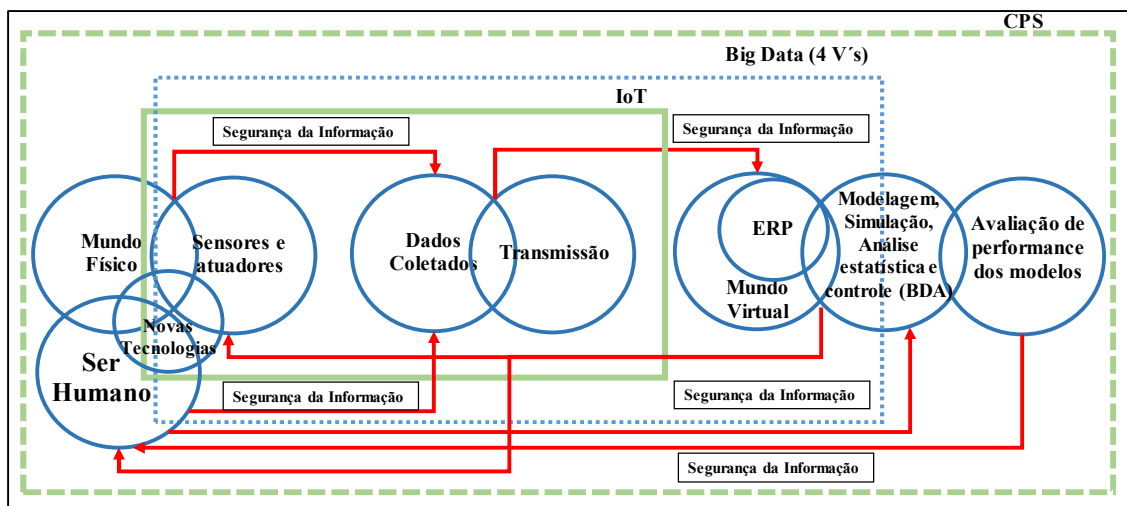 CPS
Big Data (4 V´s)
IoT
Segurança da Informação
Segurança da Informação
Mundo
Físico
Sensores e
atuadores
Dados
Coletados
Transmissão
ERP
Mundo
Virtual
Modelagem,
Simulação,
Análise
estatística e
controle (BDA)
Avaliação de
performance
dos modelos
Novas
Tecnologias
Ser
Humano
Segurança da Informação
Segurança da Informação
Segurança da Informação